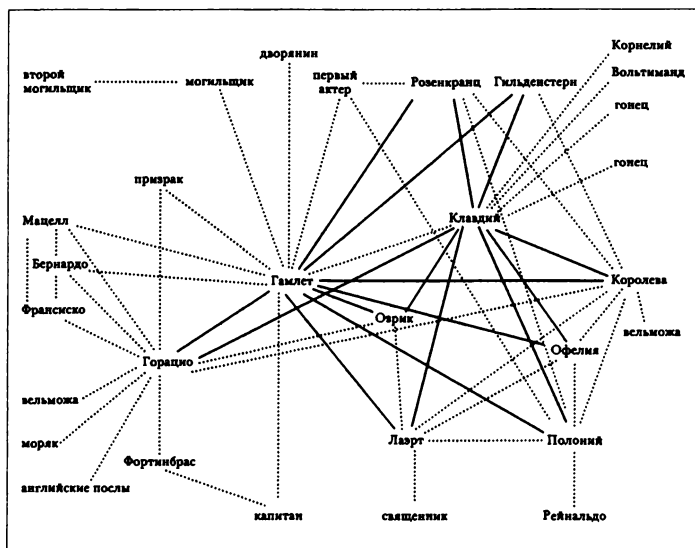 дворянин
Корнелий
второй
могильщик
могильщик
первый
актер
Розенкранц
Гильденстерн
Вольтиманд
гонец
гонец
призрак
Мацелл
Клавдий
Бернардо
Гамлет
Королева
Франсиско
Озрик
вельможа
Горацио
Офелия
вельможа
моряк
Лаэрт
Полоний
Фортинбрас
английские послы
капитан
священник
Рейнальдо